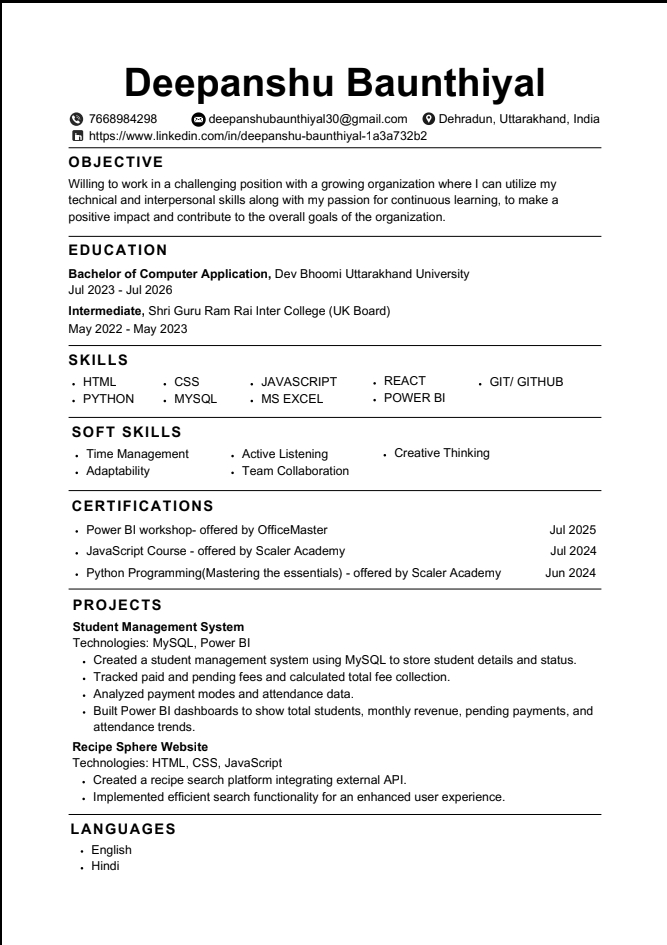 Deepanshu Baunthiyal
7668984298 deepanshubaunthiyal30@gmail.com Dehradun, Uttarakhand, India
https://www.linkedin.com/in/deepanshu-baunthiyal-1a3a732b2
OBJECTIVE
Willing to work in a challenging position with a growing organization where I can utilize my
technical and interpersonal skills along with my passion for continuous learning, to make a
positive impact and contribute to the overall goals of the organization.
EDUCATION
Bachelor of Computer Application, Dev Bhoomi Uttarakhand University
Jul 2023 - Jul 2026
Intermediate, Shri Guru Ram Rai Inter College (UK Board)
May 2022 - May 2023
SKILLS
• HTML • CSS • JAVASCRIPT • REACT • GIT/ GITHUB
• PYTHON • MYSQL • MS EXCEL • POWER BI
SOFT SKILLS
• Time Management • Active Listening • Creative Thinking
• Adaptability • Team Collaboration
CERTIFICATIONS
• Power BI workshop- offered by OfficeMaster Jul 2025
• JavaScript Course - offered by Scaler Academy Jul 2024
• Python Programming(Mastering the essentials) - offered by Scaler Academy Jun 2024
PROJECTS
Student Management System
Technologies: MySQL, Power BI
• Created a student management system using MySQL to store student details and status.
• Tracked paid and pending fees and calculated total fee collection.
• Analyzed payment modes and attendance data.
• Built Power BI dashboards to show total students, monthly revenue, pending payments, and
attendance trends.
Recipe Sphere Website
Technologies: HTML, CSS, JavaScript
• Created a recipe search platform integrating external API.
• Implemented efficient search functionality for an enhanced user experience.
LANGUAGES
• English
• Hindi